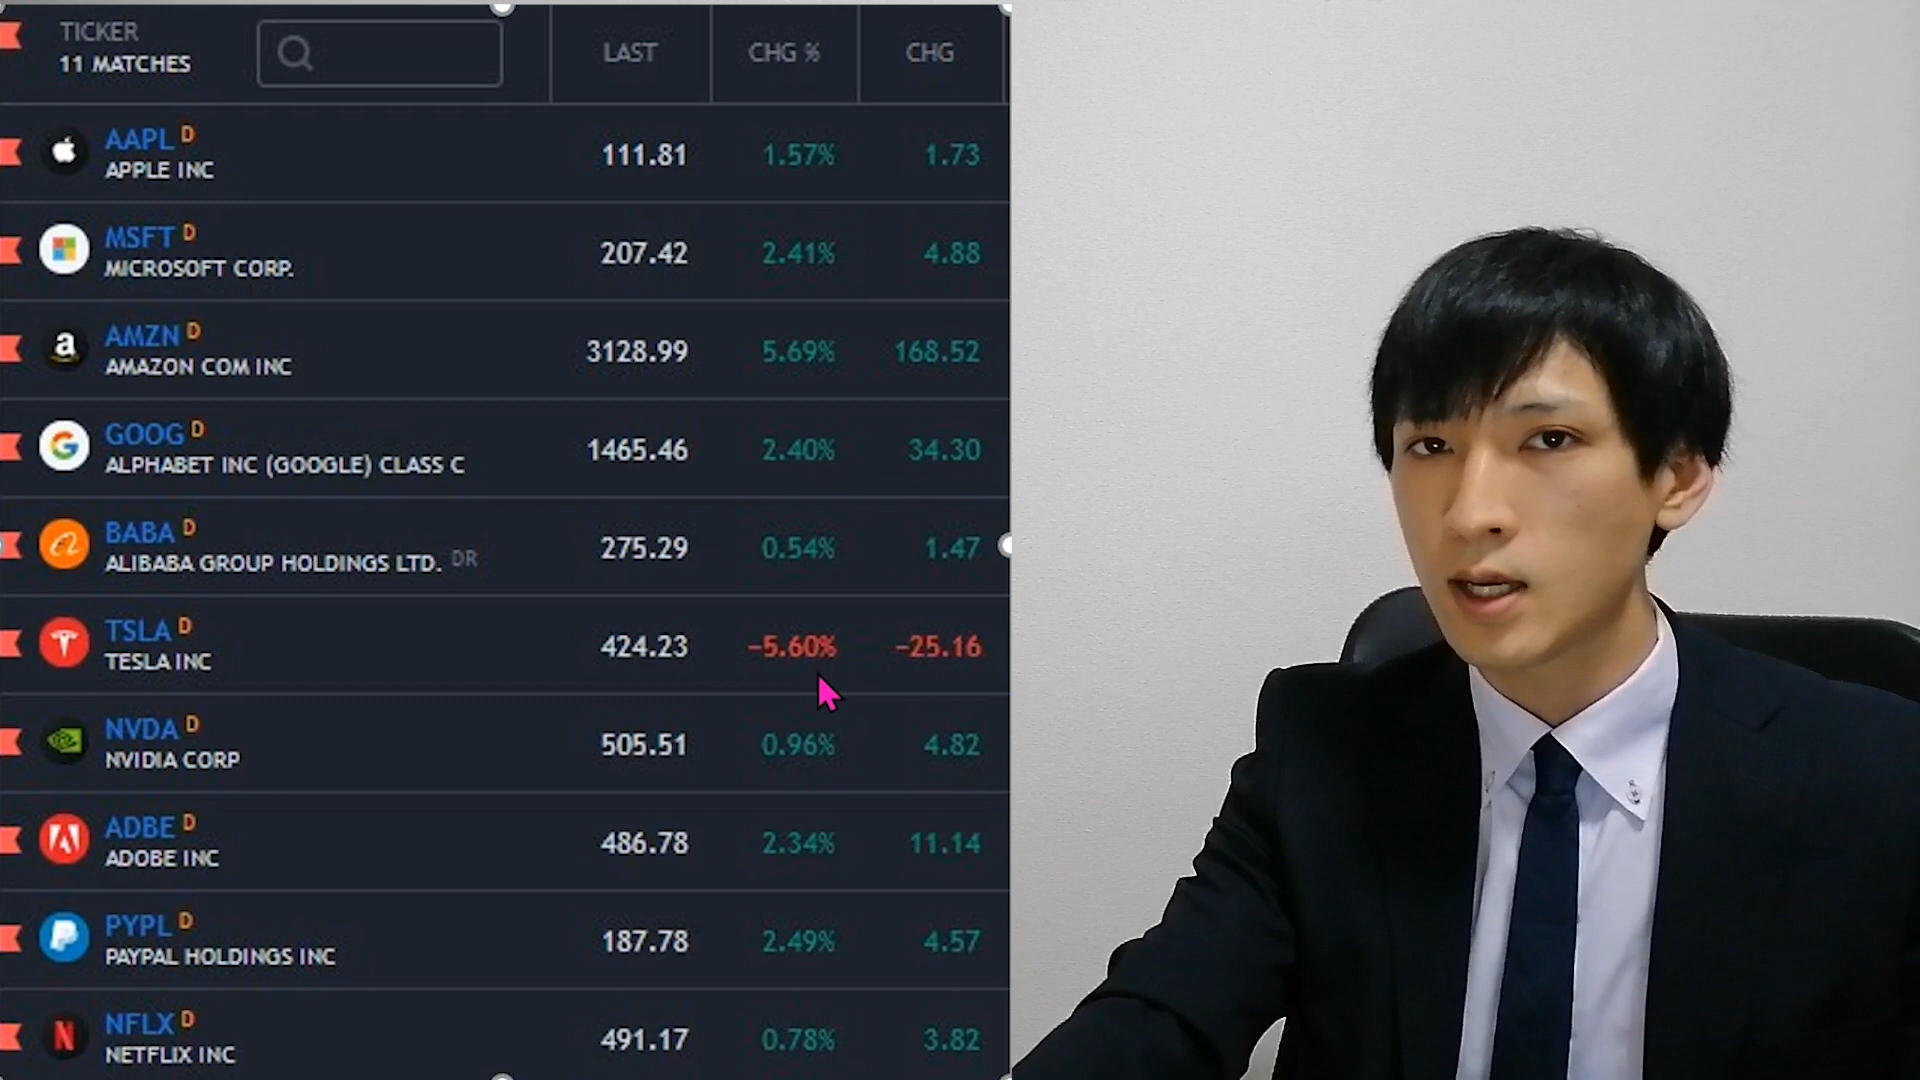 TICKER
11 MATCHES
LAST
CHG %
CHG
AAPL D
APPLE INC
111.81
1.57%
1.73
MSFT D
MICROSOFT CORP.
207.42
2.41%
4.88
a
AMZN D
AMAZON COM INC
3128.99
5.69%
168.52
G
GOOG D
ALPHABET INC (GOOGLE) CLASS C
1465.46
2.40%
34.30
BABA D
ALIBABA GROUP HOLDINGS LTD. DR
275.29
0.54%
1.47
TSLA D
TESLA INC
424.23
−5.60%
−25.16
NVDA D
NVIDIA CORP
505.51
0.96%
4.82
ADBE D
ADOBE INC
486.78
2.34%
11.14
PYPL D
PAYPAL HOLDINGS INC
187.78
2.49%
4.57
N
NFLX D
NETFLIX INC
491.17
0.78%
3.82